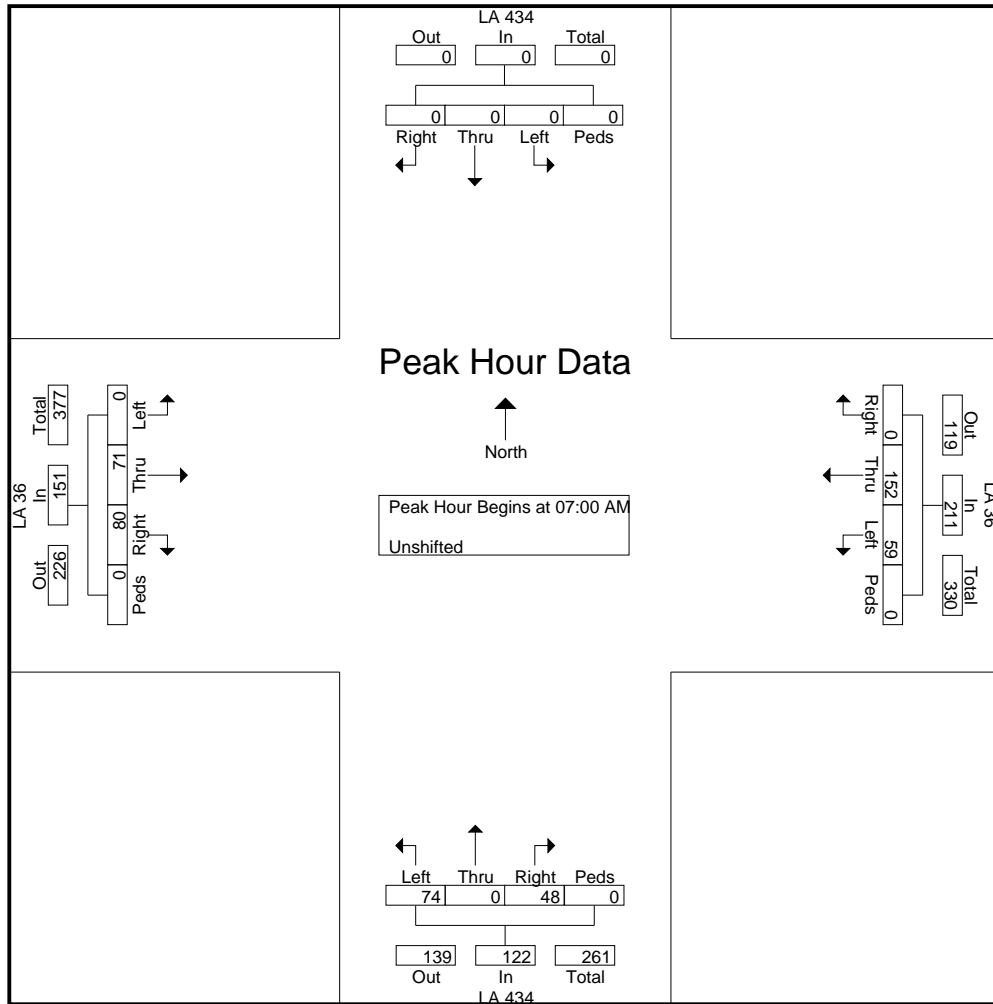 LA 434
Out In Total
0 0 0
0 0 0 0
Right Thru Left Peds
Peak Hour Data
North
Peak Hour Begins at 07:00 AM
Unshifted
LA 36
Total In Out
377 151 226
0 71 80 0
Left Thru Right Peds
Right Thru Left Peds
0 152 59 0
119 211 330
Out In Total
LA 36
Left Thru Right Peds
74 0 48 0
139 122 261
Out In Total
LA 434